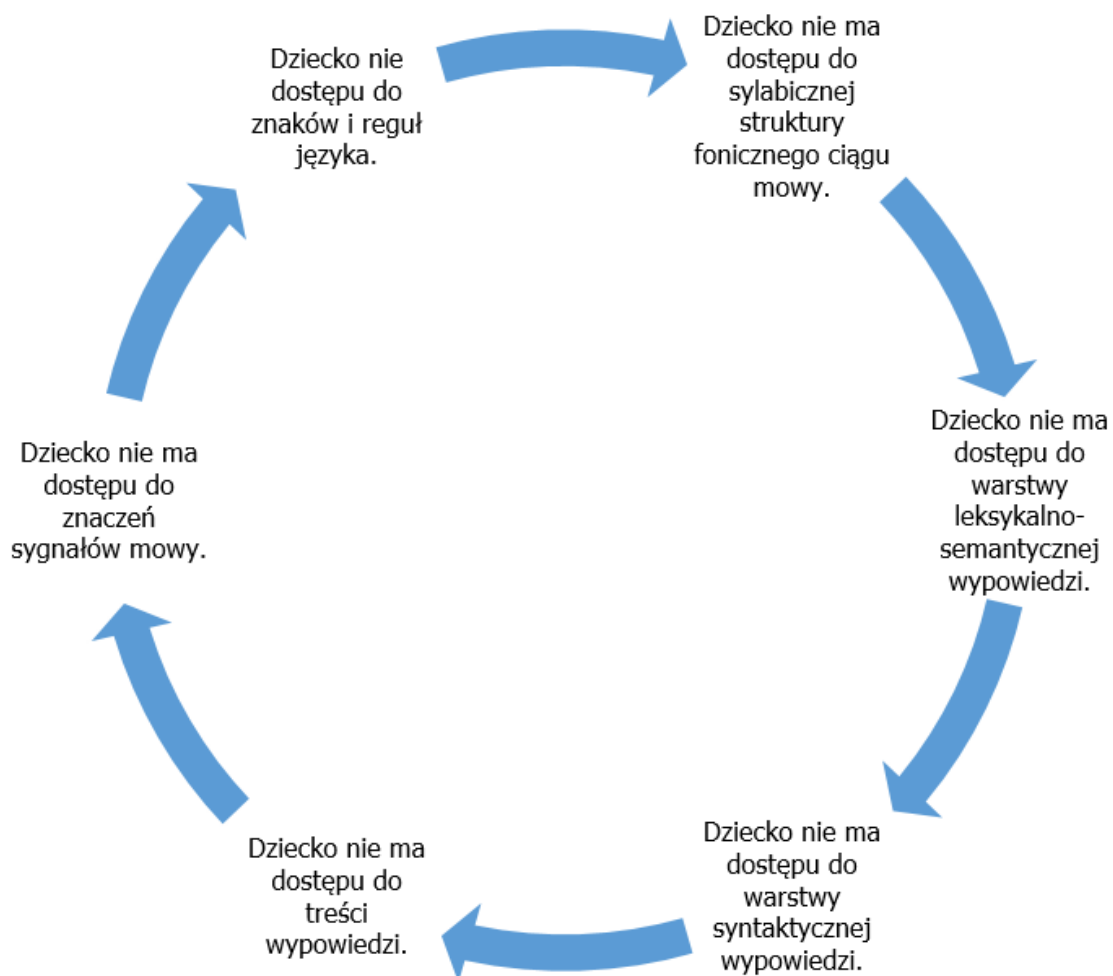 Dziecko nie
dostępu do
znaków i reguł
języka.
Dziecko nie ma
dostępu do
sylabicznej
struktury
fonicznego ciągu
mowy.
Dziecko nie ma
dostępu do
warstwy
leksykalno-
semantycznej
wypowiedzi.
Dziecko nie ma
dostępu do
warstwy
syntaktycznej
wypowiedzi.
Dziecko nie ma
dostępu do
treści
wypowiedzi.
Dziecko nie ma
dostępu do
znaczeń
sygnałów mowy.